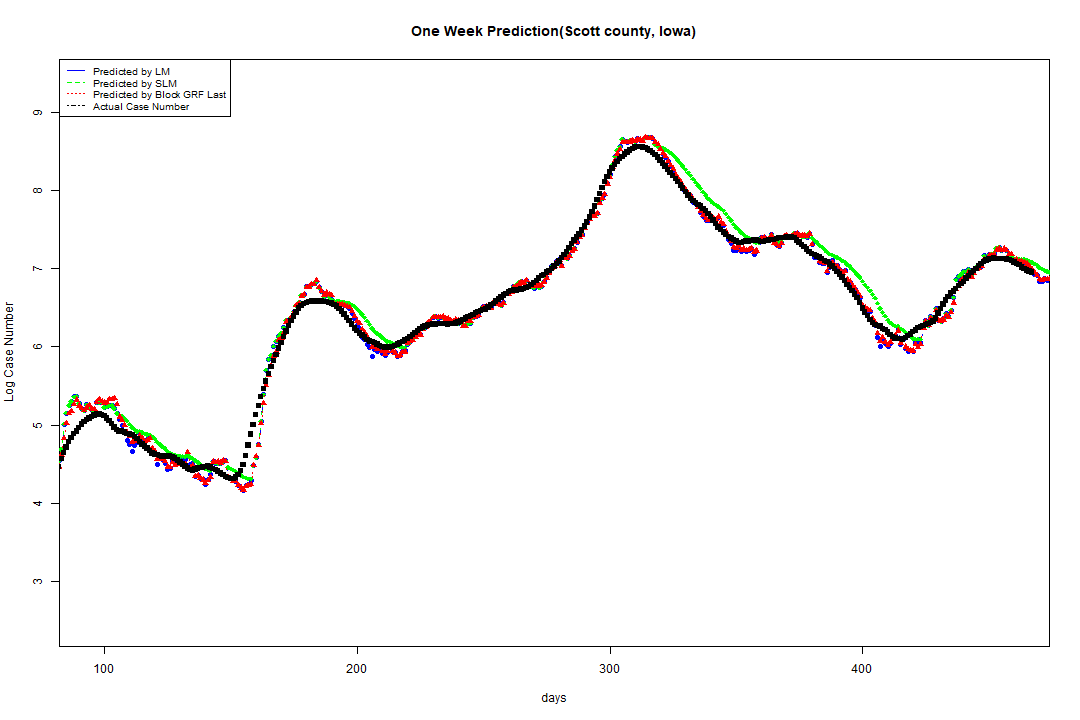 One Week Prediction(Scott county, Iowa)
Predicted by LM
Predicted by SLM
Predicted by Block GRF Last
Actual Case Number
9
8
7
6
5
4
3
Log Case Number
100 200 300 400
days